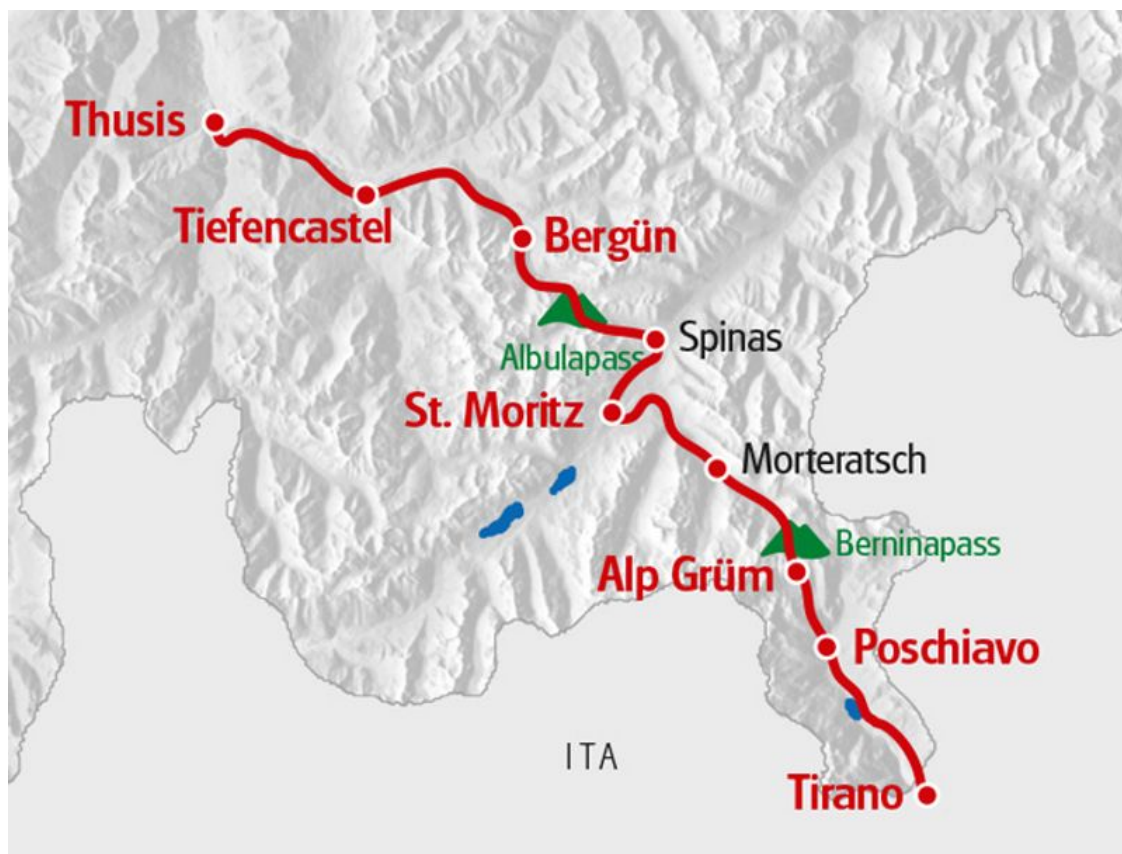 Thusis
Tiefencastel
Bergün
Spinas
Albulapass
St. Moritz
Morteratsch
Berninapass
Alp Grüm
Poschiavo
ITA
Tirano